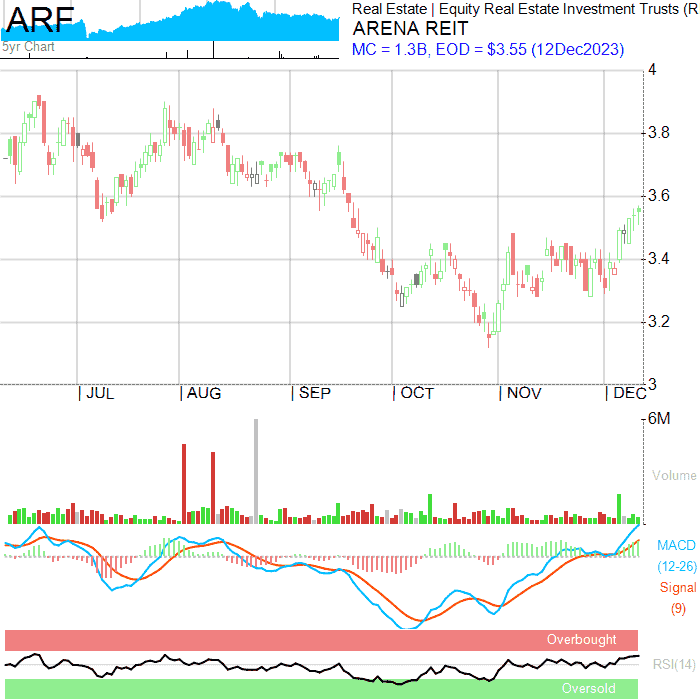 ARF
Real Estate | Equity Real Estate Investment Trusts (R
ARENA REIT
5yr Chart
MC = 1.3B, EOD = $3.55 (12Dec2023)
4
3.8
3.6
3.4
3.2
3
JUL AUG SEP OCT NOV DEC
6M
Volume
MACD
(12-26)
Signal
(9)
Overbought
RSI(14)
Oversold